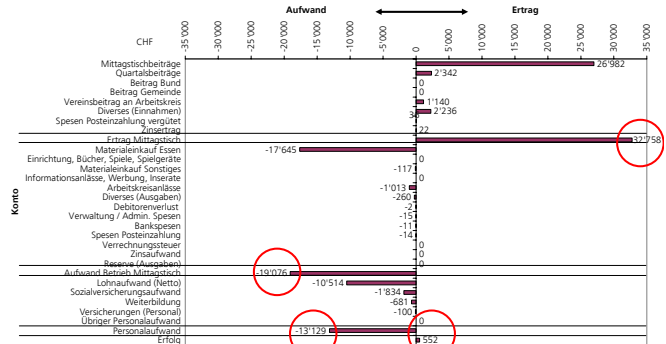 Aufwand Ertrag
CHF
-35'000 -30'000 -25'000 -20'000 -15'000 -10'000 -5'000 0 5'000 10'000 15'000 20'000 25'000 30'000 35'000
Konto
Mittagstischbeiträge 26'982
Quartalsbeiträge 2'342
Beitrag Bund 0
Beitrag Gemeinde 0
Vereinsbeitrag an Arbeitskreis 1'140
Diverses (Einnahmen) 2'236
Spesen Posteinzahlung vergütet 36
Zinsertrag 22
Ertrag Mittagstisch 32'758
Materialeinkauf Essen -17'645
Einrichtung, Bücher, Spiele, Spielgeräte 0
Materialeinkauf Sonstiges -117
Informationsanlässe, Werbung, Inserate 0
Arbeitskreisanlässe -1'013
Diverses (Ausgaben) -260
Debitorenverlust -2
Verwaltung / Admin. Spesen -15
Bankspesen -11
Spesen Posteinzahlung -14
Verrechnungssteuer 0
Zinsaufwand 0
Reserve (Ausgaben) 0
Aufwand Betrieb Mittagstisch -19'076
Lohnaufwand (Netto) -10'514
Sozialversicherungsaufwand -1'834
Weiterbildung -681
Versicherungen (Personal) -100
Übriger Personalaufwand 0
Personalaufwand -13'129
Erfolg 552